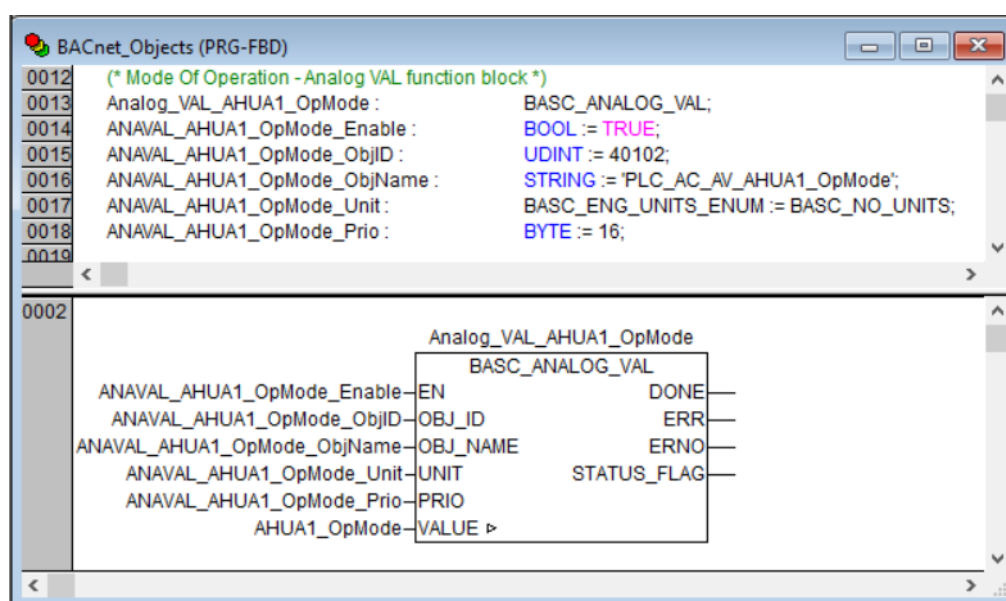 BACnet_Objects (PRG-FBD)
0012 (* Mode Of Operation - Analog VAL function block *)
0013 Analog_VAL_AHUA1_OpMode : BASC_ANALOG_VAL;
0014 ANAVAL_AHUA1_OpMode_Enable : BOOL := TRUE;
0015 ANAVAL_AHUA1_OpMode_ObjID : UDINT := 40102;
0016 ANAVAL_AHUA1_OpMode_ObjName : STRING := 'PLC_AC_AV_AHUA1_OpMode';
0017 ANAVAL_AHUA1_OpMode_Unit : BASC_ENG_UNITS_ENUM := BASC_NO_UNITS;
0018 ANAVAL_AHUA1_OpMode_Prio : BYTE := 16;
0019
0002
Analog_VAL_AHUA1_OpMode
BASC_ANALOG_VAL
ANAVAL_AHUA1_OpMode_Enable EN DONE
ANAVAL_AHUA1_OpMode_ObjID OBJ_ID ERR
ANAVAL_AHUA1_OpMode_ObjName OBJ_NAME ERNO
ANAVAL_AHUA1_OpMode_Unit UNIT STATUS_FLAG
ANAVAL_AHUA1_OpMode_Prio PRIO
AHUA1_OpMode VALUE